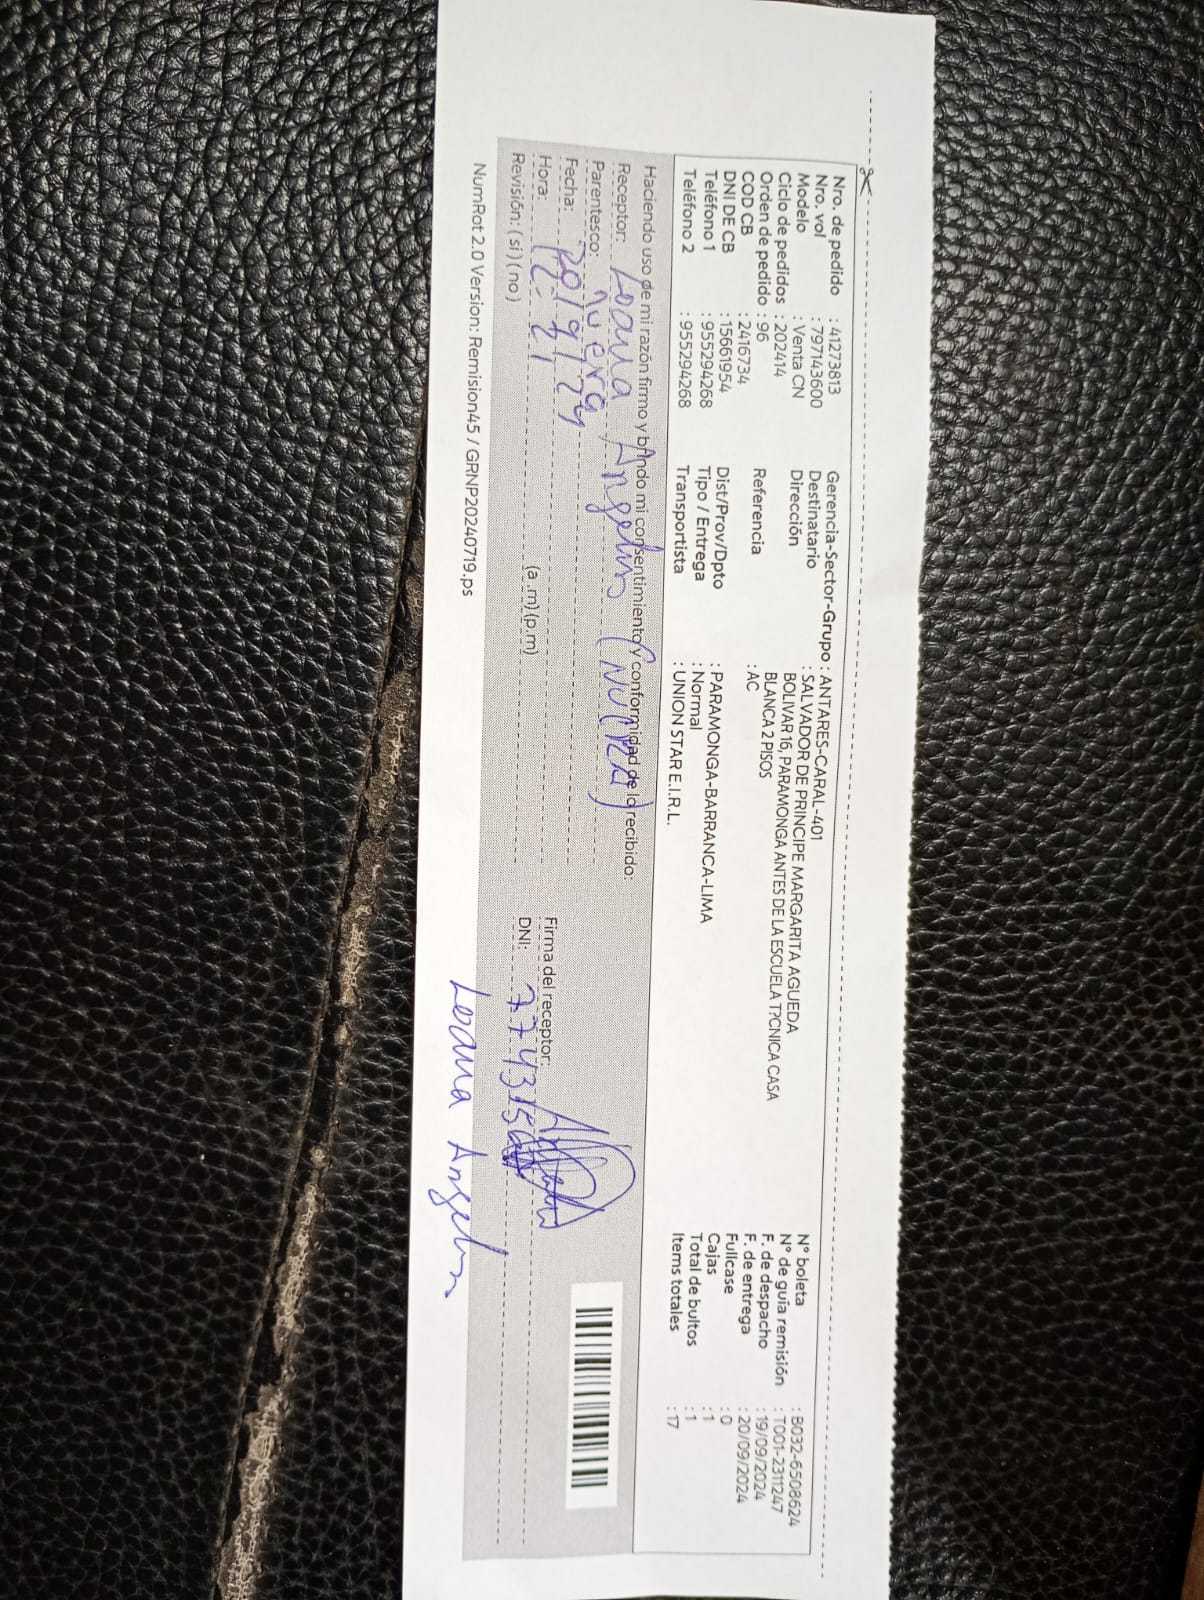 Nro. de pedido : 41273813
Nro. vol : 797143600
Modelo : Venta CN
Ciclo de pedidos : 202414
Orden de pedido : 96
COD CB : 2416734
DNI DE CB : 15661954
Teléfono 1 : 955294268
Teléfono 2 : 955294268
Gerencia-Sector-Grupo : ANTARES-CARAL-401
Destinatario : SALVADOR DE PRINCIPE MARGARITA AGUEDA
Dirección BOLIVAR 16, PARAMONGA ANTES DE LA ESCUELA T?CNICA CASA
BLANCA 2 PISOS
Referencia : AC
Dist/Prov/Dpto : PARAMONGA-BARRANCA-LIMA
Tipo / Entrega : Normal
Transportista : UNION STAR E.I.R.L.
N° boleta : B032-6508624
N° de guia remisión : T001-2311247
F. de despacho : 19/09/2024
F. de entrega : 20/09/2024
Fullcase : 0
Cajas : 1
Total de bultos : 1
Items totales : 17
Haciendo uso de mi razón firmo y brindo mi consentimiento y conformidad de lo recibido:
Receptor: Loana Angeles (nuera)
Parentesco: nuera
Fecha: 20/9/24
Hora: 12:21 (a.m) (p.m)
Revisión: ( si ) ( no )
Firma del receptor:
DNI:
Loana Angeles
NumRot 2.0 Version: Remision45 / GRNP20240719.ps